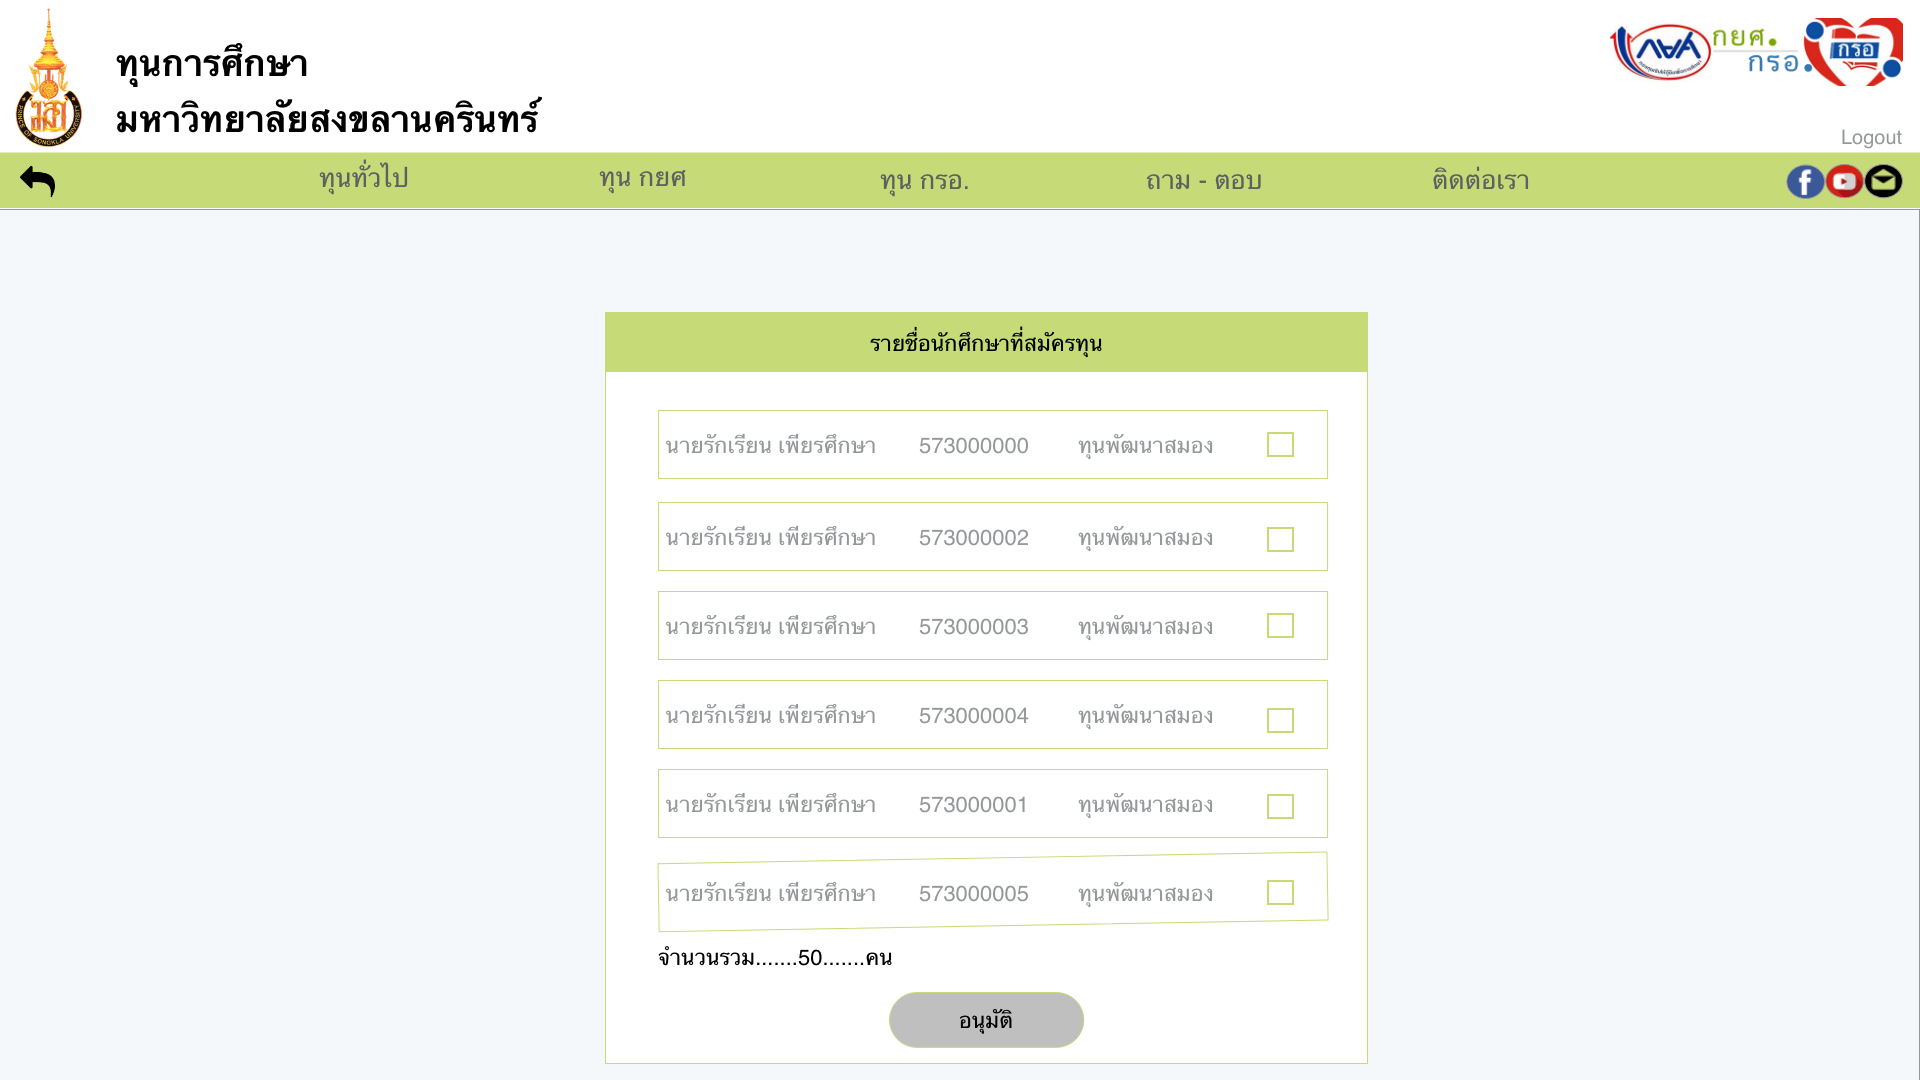 ทุนการศึกษา
มหาวิทยาลัยสงขลานครินทร์
กยศ.
กรอ.
กรอ
Logout
ทุนทั่วไป
ทุน กยศ
ทุน กรอ.
ถาม - ตอบ
ติดต่อเรา
รายชื่อนักศึกษาที่สมัครทุน
นายรักเรียน เพียรศึกษา 573000000 ทุนพัฒนาสมอง
นายรักเรียน เพียรศึกษา 573000002 ทุนพัฒนาสมอง
นายรักเรียน เพียรศึกษา 573000003 ทุนพัฒนาสมอง
นายรักเรียน เพียรศึกษา 573000004 ทุนพัฒนาสมอง
นายรักเรียน เพียรศึกษา 573000001 ทุนพัฒนาสมอง
นายรักเรียน เพียรศึกษา 573000005 ทุนพัฒนาสมอง
จำนวนรวม.......50.......คน
อนุมัติ